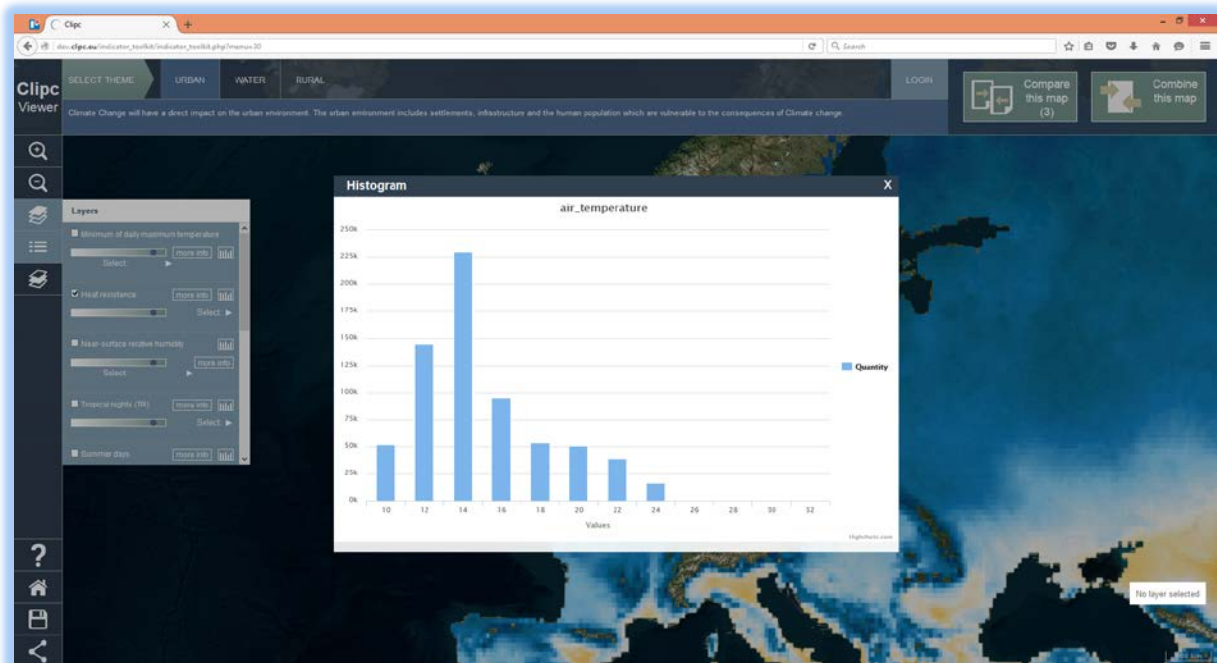 Clipc
dev.clipc.eu/indicator_toolkit/indicator_toolkit.php?menu=30
Search
Clipc
Viewer
SELECT THEME
URBAN
WATER
RURAL
LOGIN
Compare
this map
(3)
Combine
this map
Climate Change will have a direct impact on the urban environment. The urban environment includes settlements, infrastructure and the human population which are vulnerable to the consequences of Climate change.
Layers
Minimum of daily maximum temperature
more info
Select:
Heat resistance
more info
Select:
Near-surface relative humidity
more info
Select:
Tropical nights (TR)
more info
Select:
Summer days
more info
Histogram
X
air_temperature
250k
225k
200k
175k
150k
125k
100k
75k
50k
25k
0k
10 12 14 16 18 20 22 24 26 28 30 32
Values
Quantity
Highcharts.com
No layer selected